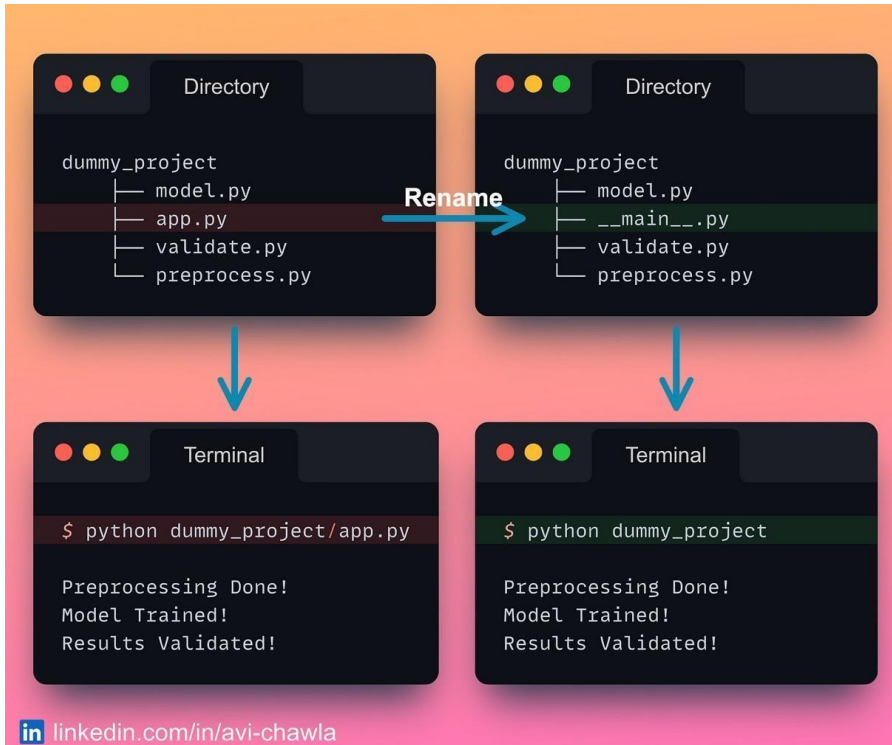 Directory
dummy_project
├── model.py
├── app.py
├── validate.py
└── preprocess.py
Rename
Directory
dummy_project
├── model.py
├── __main__.py
├── validate.py
└── preprocess.py
Terminal
$ python dummy_project/app.py
Preprocessing Done!
Model Trained!
Results Validated!
Terminal
$ python dummy_project
Preprocessing Done!
Model Trained!
Results Validated!
in linkedin.com/in/avi-chawla